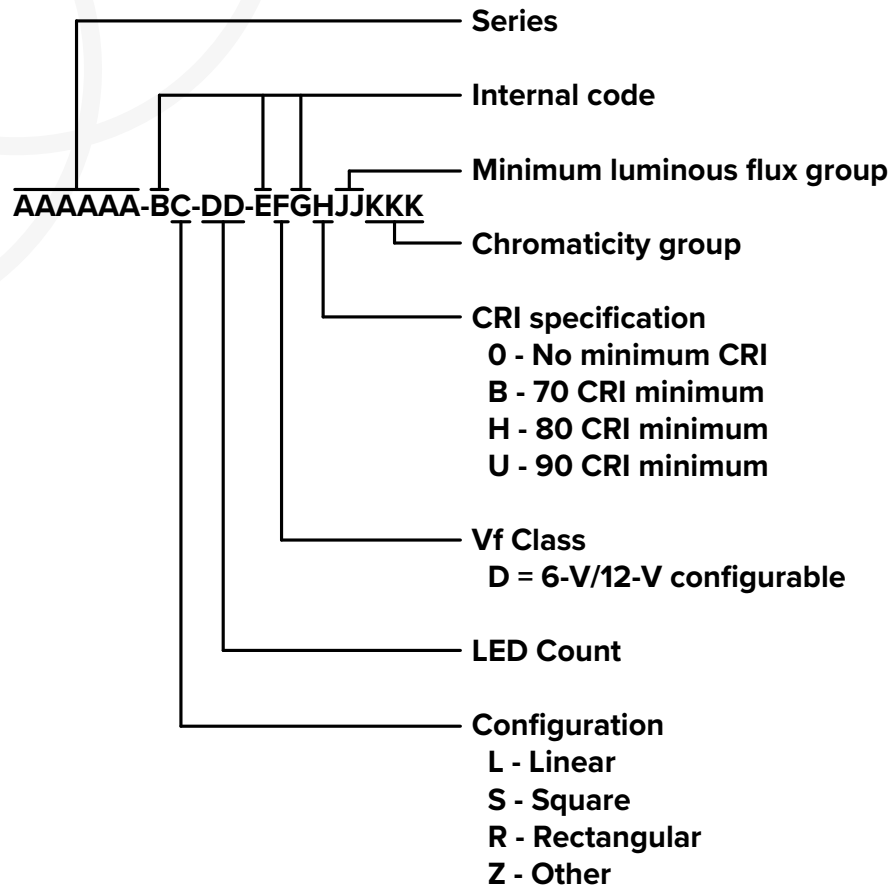 Series
Internal code
Minimum luminous flux group
AAAAAA-BC-DD-EFGHJJKKK
Chromaticity group
CRI specification
0 - No minimum CRI
B - 70 CRI minimum
H - 80 CRI minimum
U - 90 CRI minimum
Vf Class
D = 6-V/12-V configurable
LED Count
Configuration
L - Linear
S - Square
R - Rectangular
Z - Other